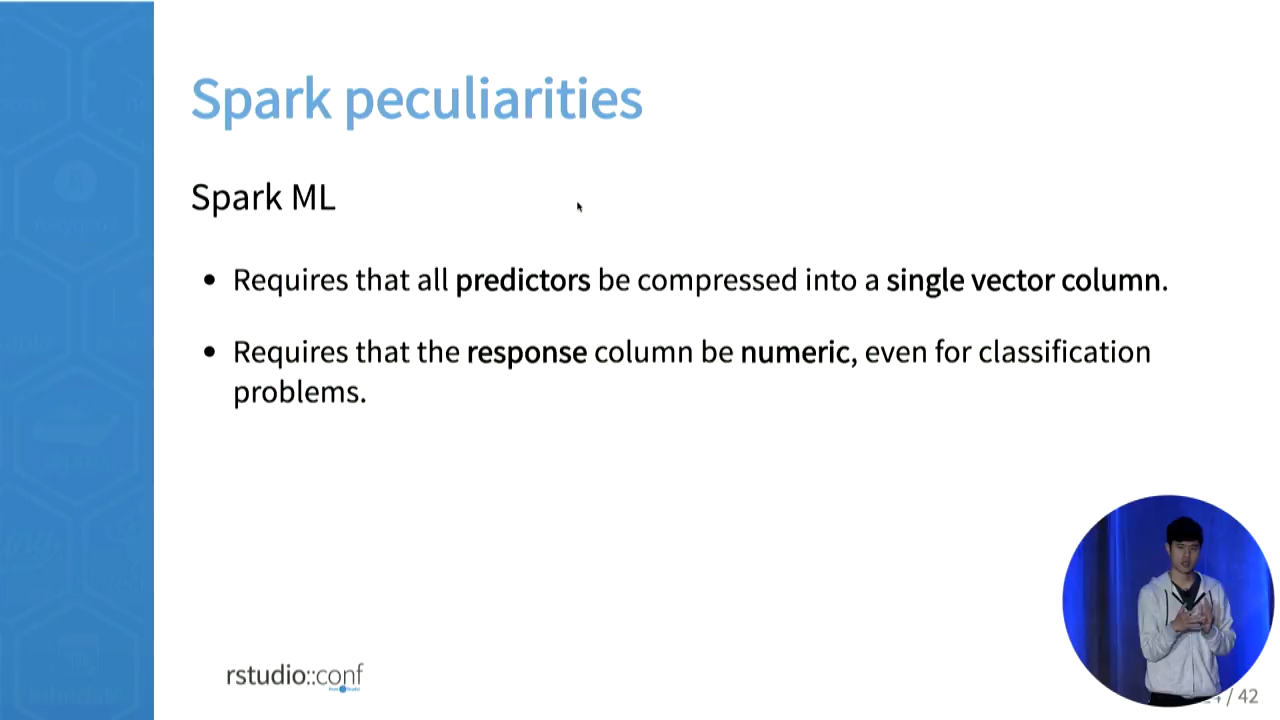 Spark peculiarities
Spark ML
Requires that all predictors be compressed into a single vector column.
Requires that the response column be numeric, even for classification
problems.
rstudio::conf
/ 42